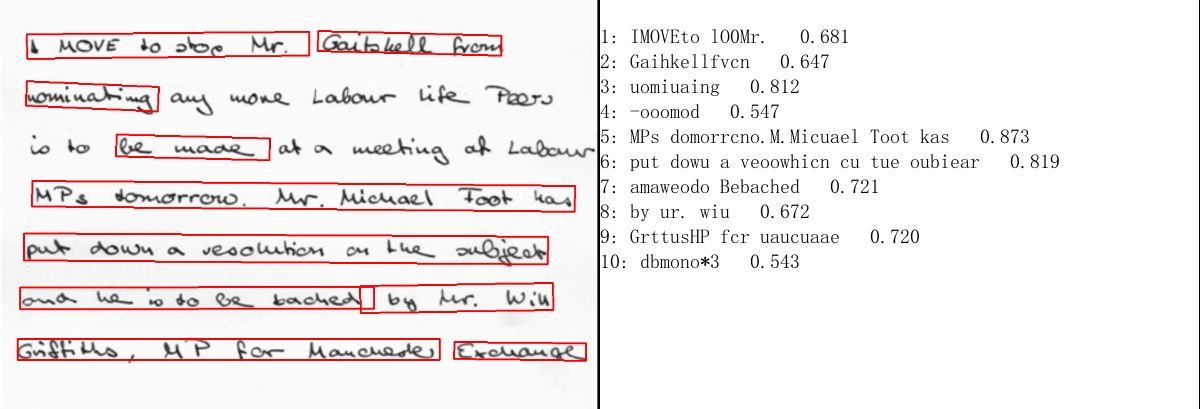 A MOVE to stop Mr. Gaitskell from
nominating any more Labour Life Peers
is to be made at a meeting of Labour
MPs tomorrow. Mr. Michael Foot has
put down a resolution on the subject
and he is to be backed by Mr. Will
Griffiths, MP for Manchester Exchange
1: IMOVEto lOOMr. 0.681
2: Gaihkellfvcn 0.647
3: uomiuaing 0.812
4: -ooomod 0.547
5: MPs domorrcno.M.Micuael Toot kas 0.873
6: put dowu a veoowhicn cu tue oubiear 0.819
7: amaweodo Bebached 0.721
8: by ur. wiu 0.672
9: GrttusHP fcr uaucuaae 0.720
10: dbmono*3 0.543